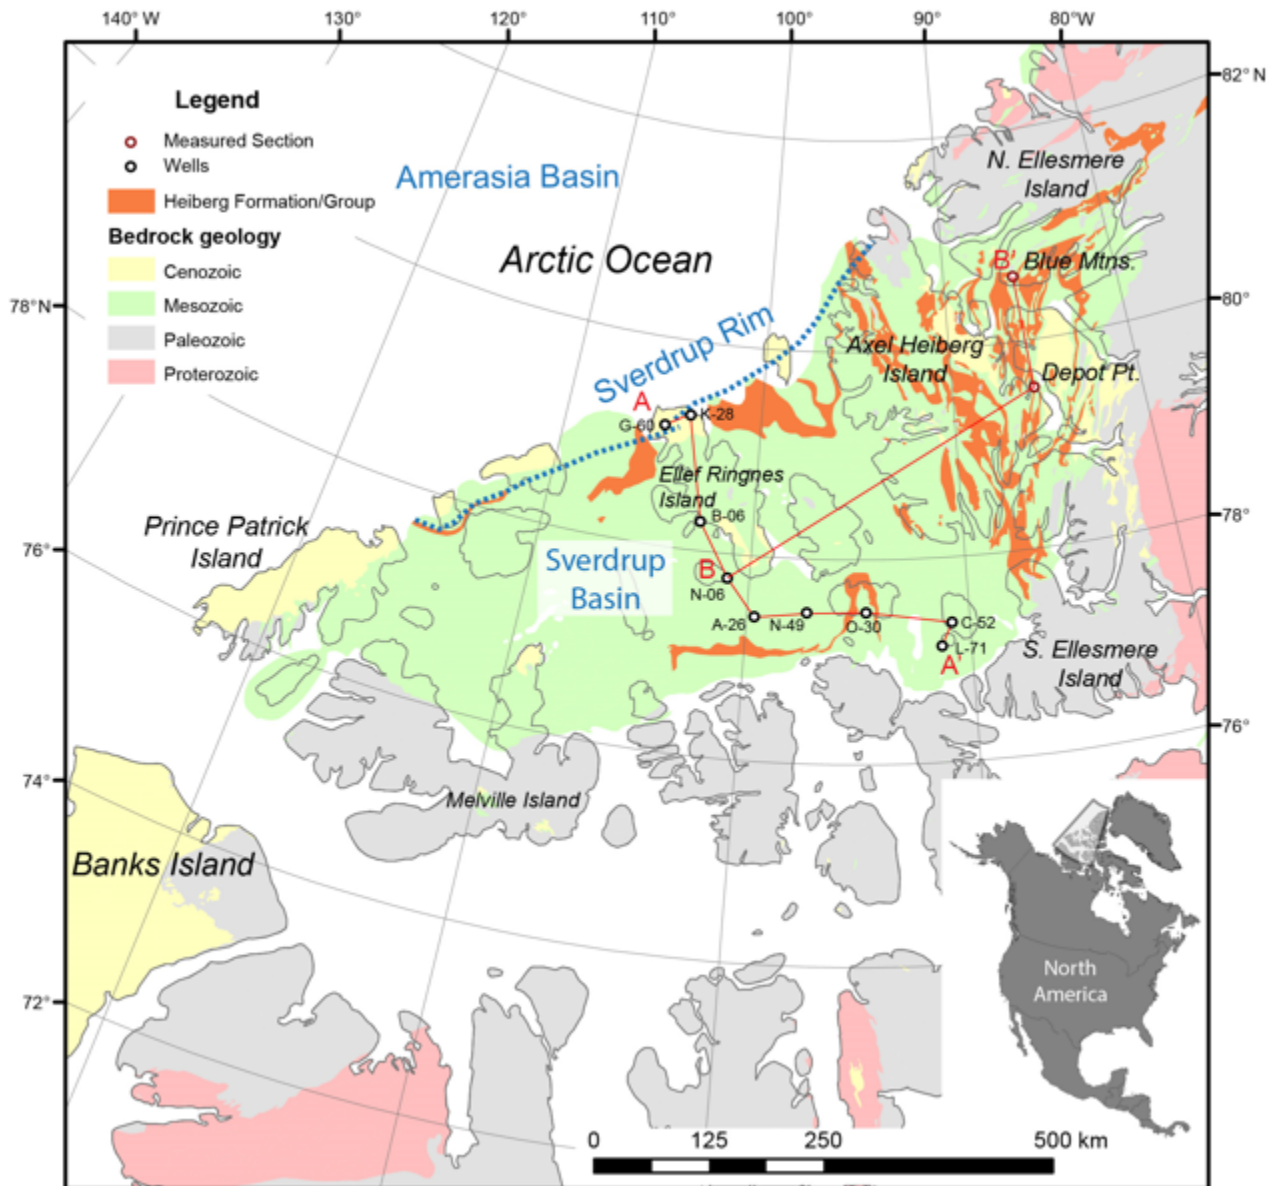 140° W
130°
120°
110°
100°
90°
80°W
82° N
80°
78°
76°
78°N
76°
74°
72°
Legend
Measured Section
Wells
Heiberg Formation/Group
Bedrock geology
Cenozoic
Mesozoic
Paleozoic
Proterozoic
Amerasia Basin
Arctic Ocean
Sverdrup Rim
N. Ellesmere
Island
B'
Blue Mtns.
Axel Heiberg
Island
Depot Pt.
A
G-60
K-28
Ellef Ringnes
Island
B-06
Prince Patrick
Island
Sverdrup
Basin
B
N-06
A-26
N-49
O-30
C-52
L-71
A'
S. Ellesmere
Island
Melville Island
Banks Island
North
America
0
125
250
500 km